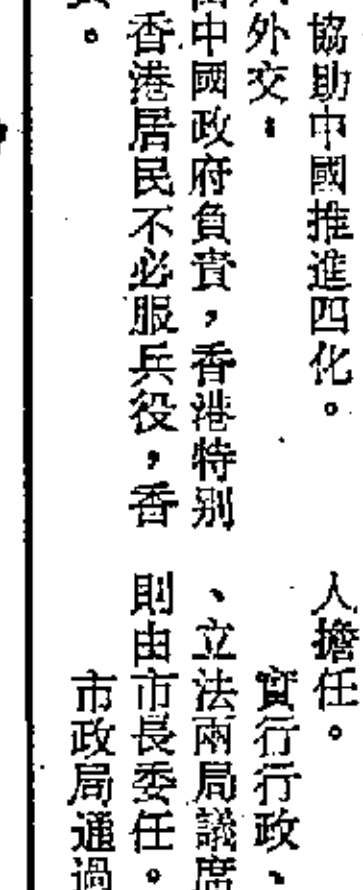 協助中國推進四化。
外交，
中國政府負責，香港特別
香港居民不必服兵役，香
。
人擔任。
實行行政、
、立法兩局議席
則由市長委任。
市政局通過